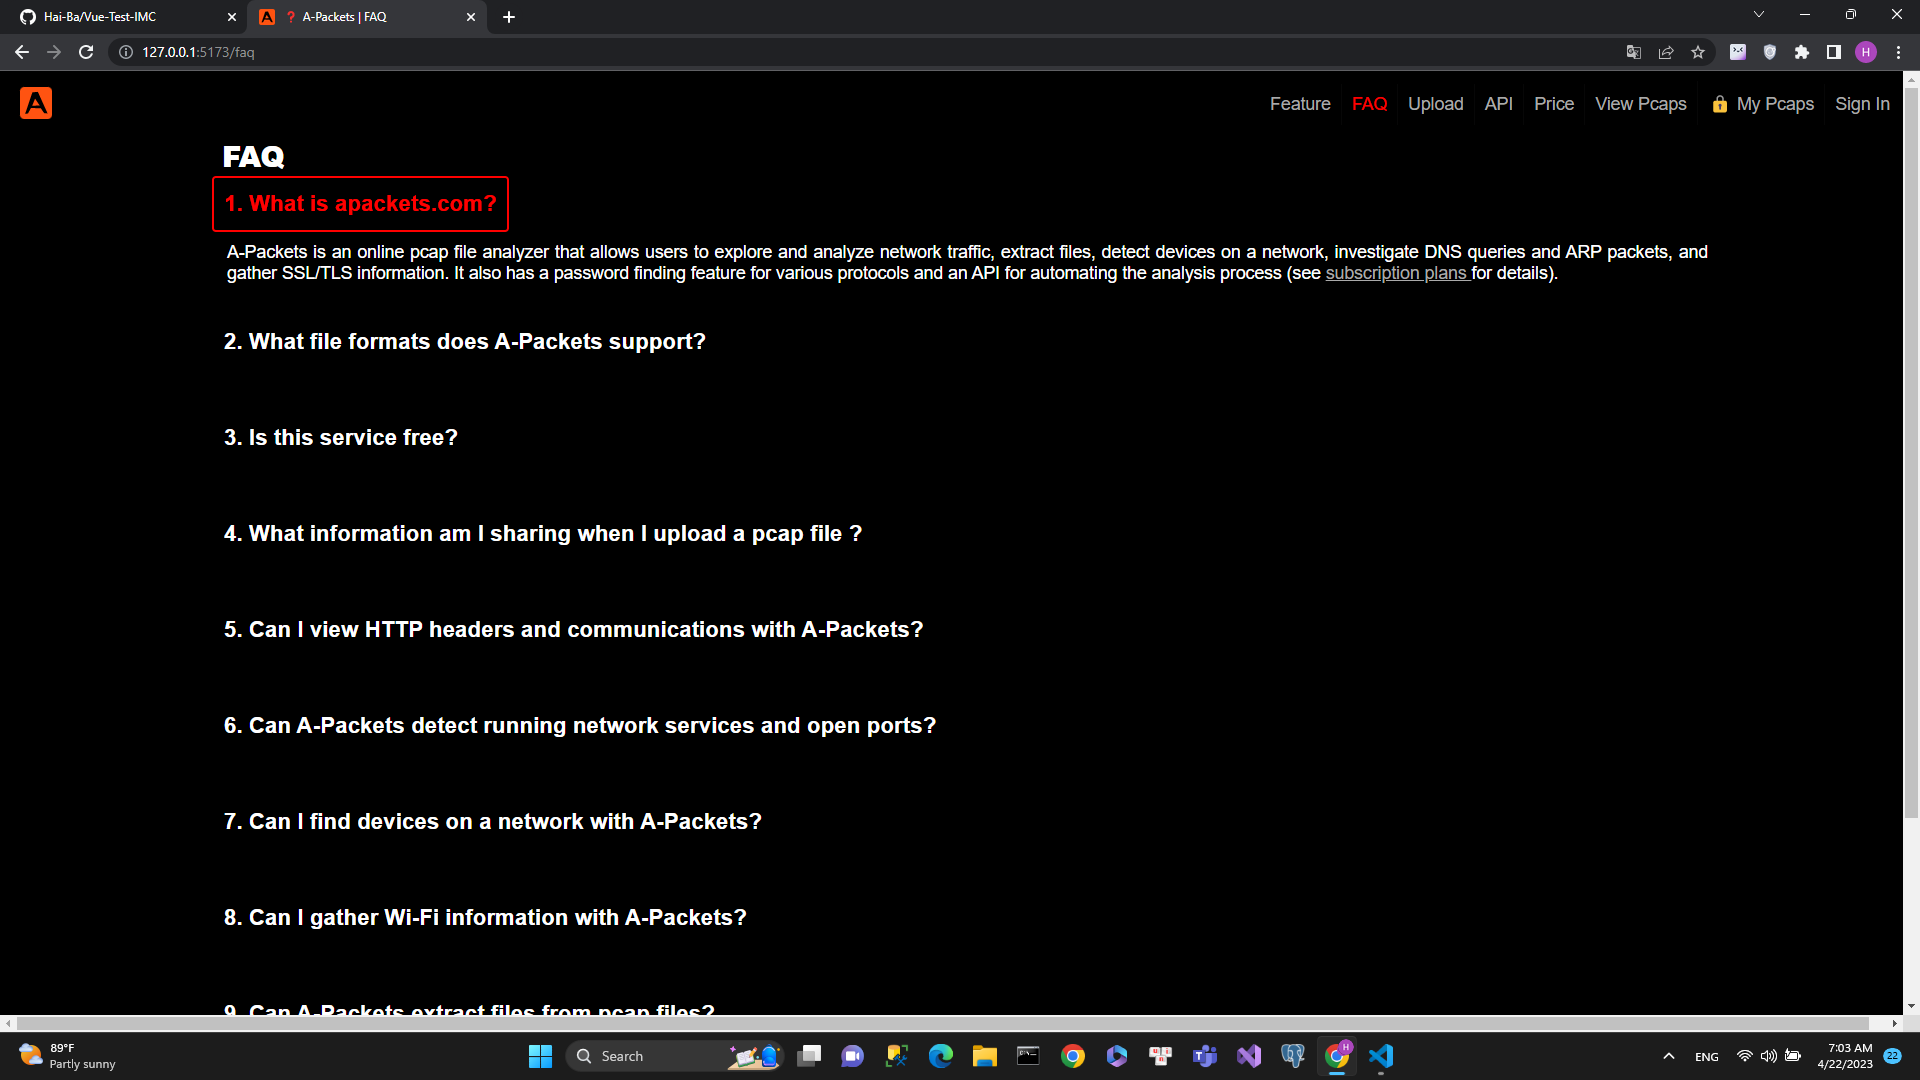 Hai-Ba/Vue-Test-IMC
A ❓ A-Packets | FAQ
127.0.0.1:5173/faq
H
A
Feature FAQ Upload API Price View Pcaps 🔒 My Pcaps Sign In
FAQ
1. What is apackets.com?
A-Packets is an online pcap file analyzer that allows users to explore and analyze network traffic, extract files, detect devices on a network, investigate DNS queries and ARP packets, and
gather SSL/TLS information. It also has a password finding feature for various protocols and an API for automating the analysis process (see subscription plans for details).
2. What file formats does A-Packets support?
3. Is this service free?
4. What information am I sharing when I upload a pcap file ?
5. Can I view HTTP headers and communications with A-Packets?
6. Can A-Packets detect running network services and open ports?
7. Can I find devices on a network with A-Packets?
8. Can I gather Wi-Fi information with A-Packets?
9. Can A-Packets extract files from pcap files?
89°F
Partly sunny
Search
H
ENG
7:03 AM
4/22/2023
22